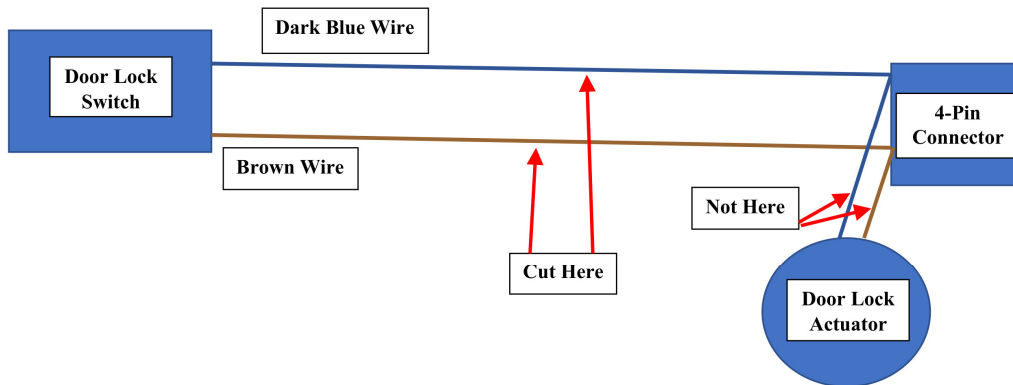 Dark Blue Wire
Door Lock
Switch
4-Pin
Connector
Brown Wire
Not Here
Cut Here
Door Lock
Actuator